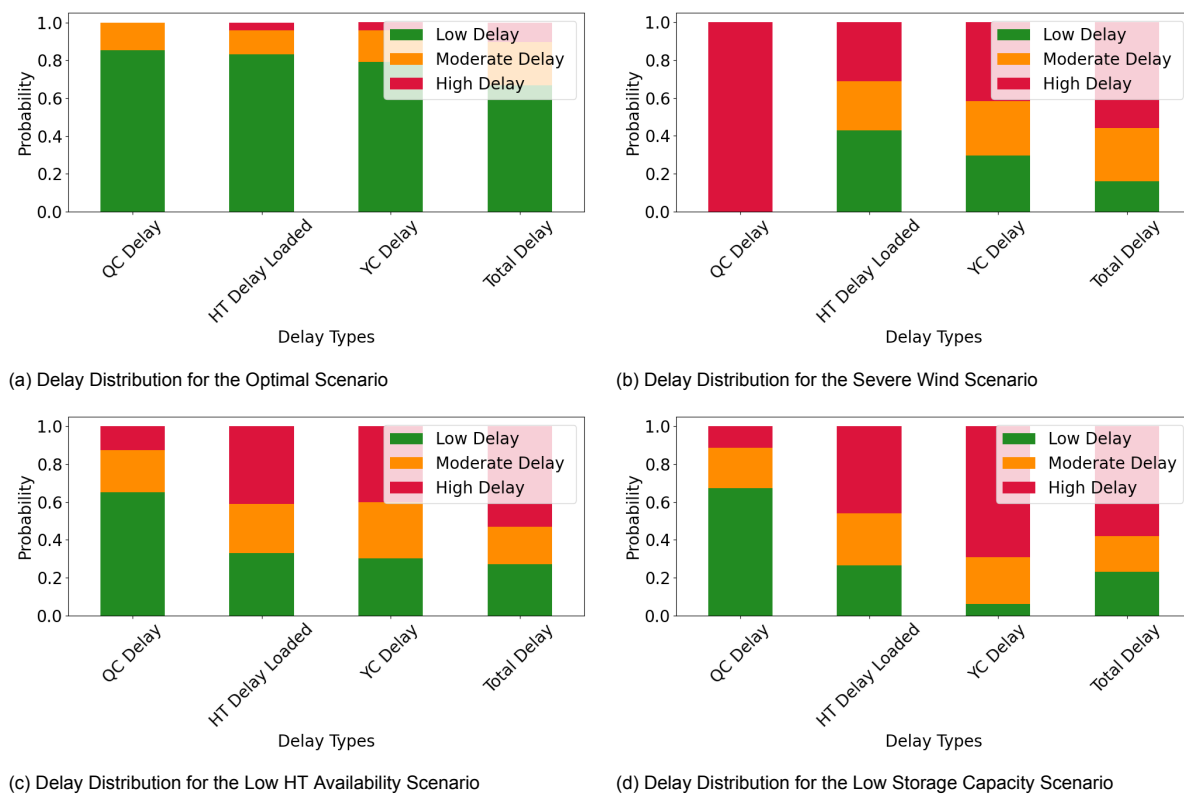 1.0
0.8
0.6
0.4
0.2
0.0
Probability
Low Delay
Moderate Delay
High Delay
QC Delay
HT Delay Loaded
YC Delay
Total Delay
Delay Types
(a) Delay Distribution for the Optimal Scenario
1.0
0.8
0.6
0.4
0.2
0.0
Probability
Low Delay
Moderate Delay
High Delay
QC Delay
HT Delay Loaded
YC Delay
Total Delay
Delay Types
(b) Delay Distribution for the Severe Wind Scenario
1.0
0.8
0.6
0.4
0.2
0.0
Probability
Low Delay
Moderate Delay
High Delay
QC Delay
HT Delay Loaded
YC Delay
Total Delay
Delay Types
(c) Delay Distribution for the Low HT Availability Scenario
1.0
0.8
0.6
0.4
0.2
0.0
Probability
Low Delay
Moderate Delay
High Delay
QC Delay
HT Delay Loaded
YC Delay
Total Delay
Delay Types
(d) Delay Distribution for the Low Storage Capacity Scenario